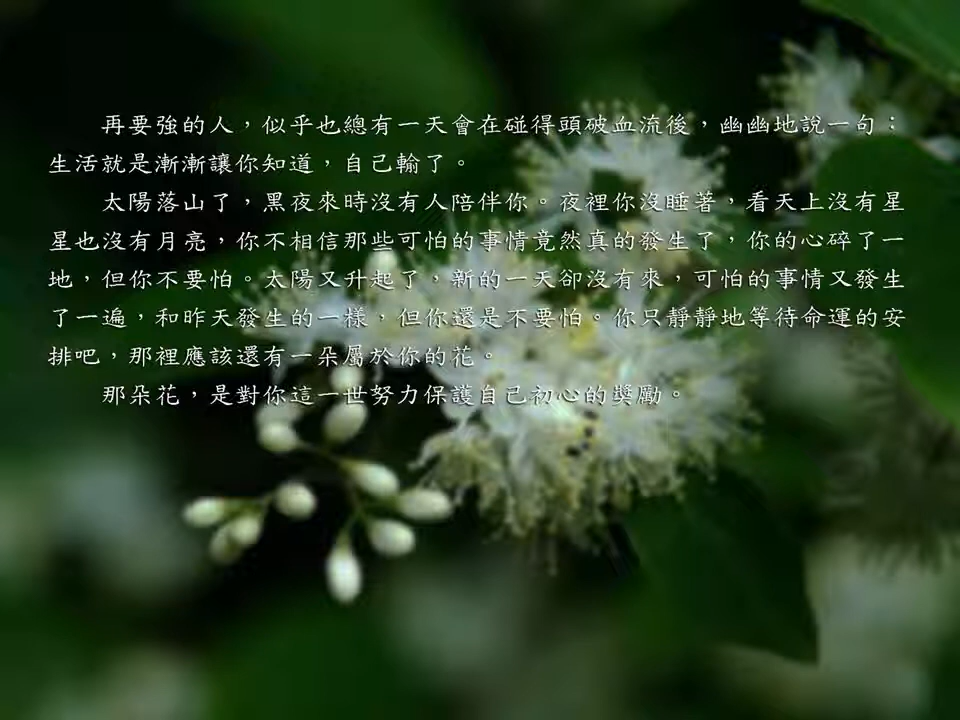 再要強的人，似乎也總有一天會在碰得頭破血流後，幽幽地說一句：
生活就是漸漸讓你知道，自己輸了。
太陽落山了，黑夜來時沒有人陪伴你。夜裡你沒睡著，看天上沒有星
星也沒有月亮，你不相信那些可怕的事情竟然真的發生了，你的心碎了一
地，但你不要怕。太陽又升起了，新的一天卻沒有來，可怕的事情又發生
了一遍，和昨天發生的一樣，但你還是不要怕。你只靜靜地等待命運的安
排吧，那裡應該還有一朵屬於你的花。
那朵花，是對你這一世努力保護自己初心的獎勵。